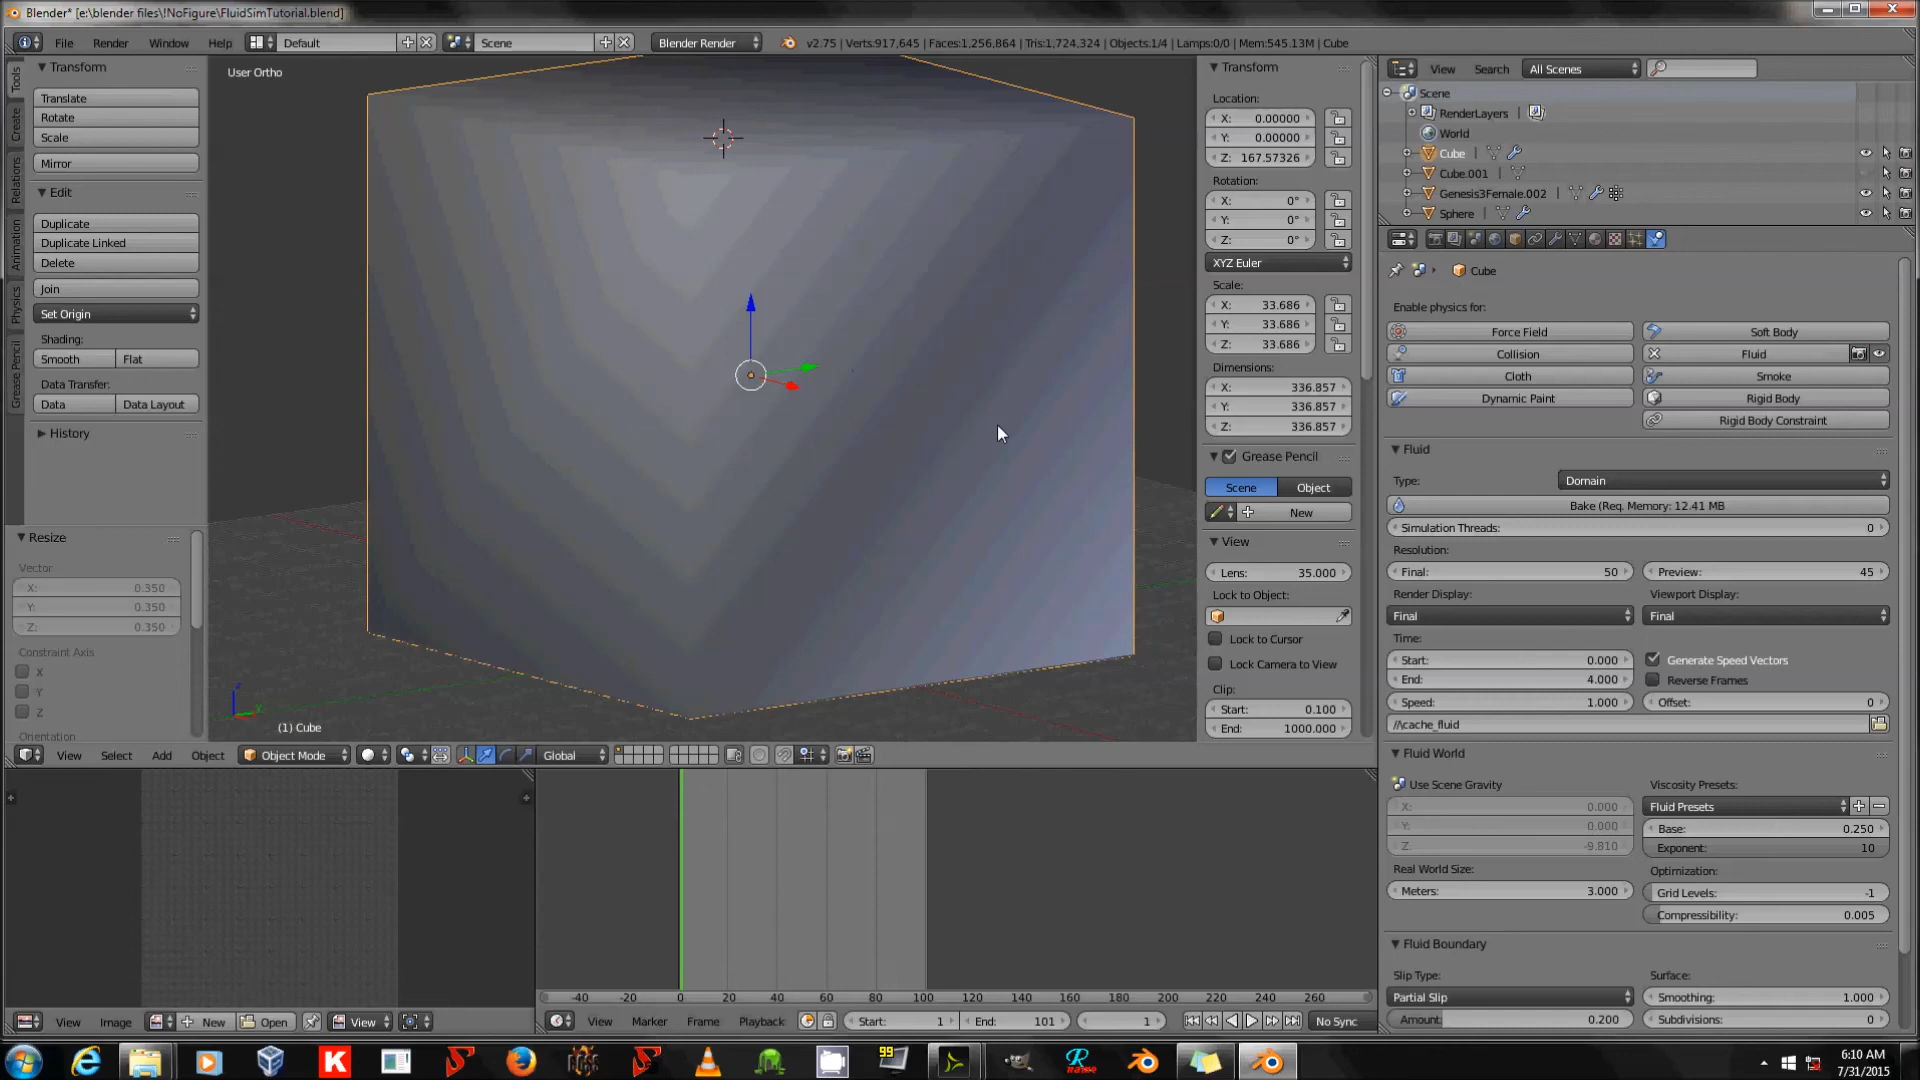 Blender* [e:\blender files\!NoFigure\FluidSimTutorial.blend]
File Render Window Help Default Scene Blender Render v2.75 | Verts:917,645 | Faces:1,256,864 | Tris:1,724,324 | Objects:1/4 | Lamps:0/0 | Mem:545.13M | Cube
Tools
Create
Relations
Animation
Physics
Grease Pencil
Transform
Translate
Rotate
Scale
Mirror
Edit
Duplicate
Duplicate Linked
Delete
Join
Set Origin
Shading:
Smooth Flat
Data Transfer:
Data Data Layout
History
Resize
Vector
X: 0.350
Y: 0.350
Z: 0.350
Constraint Axis
X
Y
Z
Orientation
User Ortho
(1) Cube
View Select Add Object Object Mode Global
Transform
Location:
X: 0.00000
Y: 0.00000
Z: 167.57326
Rotation:
X: 0°
Y: 0°
Z: 0°
XYZ Euler
Scale:
X: 33.686
Y: 33.686
Z: 33.686
Dimensions:
X: 336.857
Y: 336.857
Z: 336.857
Grease Pencil
Scene Object
New
View
Lens: 35.000
Lock to Object:
Lock to Cursor
Lock Camera to View
Clip:
Start: 0.100
End: 1000.000
View Search All Scenes
Scene
RenderLayers
World
Cube
Cube.001
Genesis3Female.002
Sphere
Cube
Enable physics for:
Force Field Soft Body
Collision Fluid
Cloth Smoke
Dynamic Paint Rigid Body
Rigid Body Constraint
Fluid
Type: Domain
Bake (Req. Memory: 12.41 MB
Simulation Threads: 0
Resolution:
Final: 50 Preview: 45
Render Display: Viewport Display:
Final Final
Time:
Start: 0.000 Generate Speed Vectors
End: 4.000 Reverse Frames
Speed: 1.000 Offset: 0
//\cache_fluid
Fluid World
Use Scene Gravity Viscosity Presets:
X: 0.000 Fluid Presets
Y: 0.000 Base: 0.250
Z: -9.810 Exponent: 10
Real World Size: Optimization:
Meters: 3.000 Grid Levels: -1
Compressibility: 0.005
Fluid Boundary
Slip Type: Surface:
Partial Slip Smoothing: 1.000
Amount: 0.200 Subdivisions: 0
-40 -20 0 20 40 60 80 100 120 140 160 180 200 220 240 260
View Image New Open View
View Marker Frame Playback Start: 1 End: 101 1 No Sync
99
6:10 AM
7/31/2015